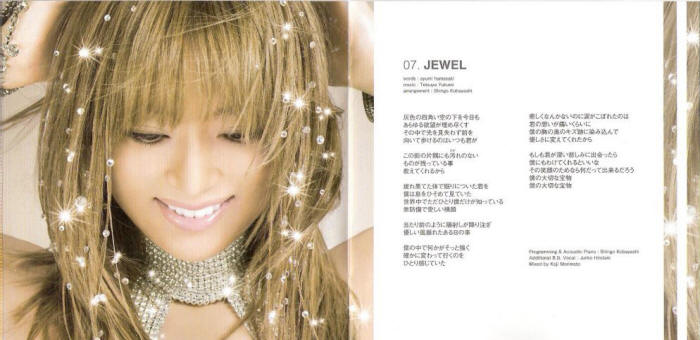 07. JEWEL
words : ayumi hamasaki
music : Tetsuya Yukumi
arrangement : Shingo Kobayashi
灰色の四角い空の下を今日も
あらゆる欲望が埋め尽くす
その中で光を見失わず前を
向いて歩けるのはいつも君が
この街の片隅にも汚れのない
ものが残っている事
教えてくれるから
疲れ果てた体で眠りについた君を
僕は息をひそめて見ていた
世界中でただひとり僕だけが知っている
無防備で愛しい横顔
当たり前のように陽射しが降り注ぎ
優しい風揺れたある日の事
僕の中で何かがそっと強く
確かに変わって行くのを
ひとり感じていた
悲しくなんかないのに涙がこぼれたのは
君の想いが痛いくらいに
僕の胸の奥のキズ跡に染み込んで
優しさに変えてくれたから
もしも君が深い悲しみに出会ったら
僕にもわけてくれるといいな
その笑顔のためなら何だって出来るだろう
僕の大切な宝物
僕の大切な宝物
Programming & Acoustic Piano : Shingo Kobayashi
Additional B.G. Vocal : Junko Hirotani
Mixed by Koji Morimoto